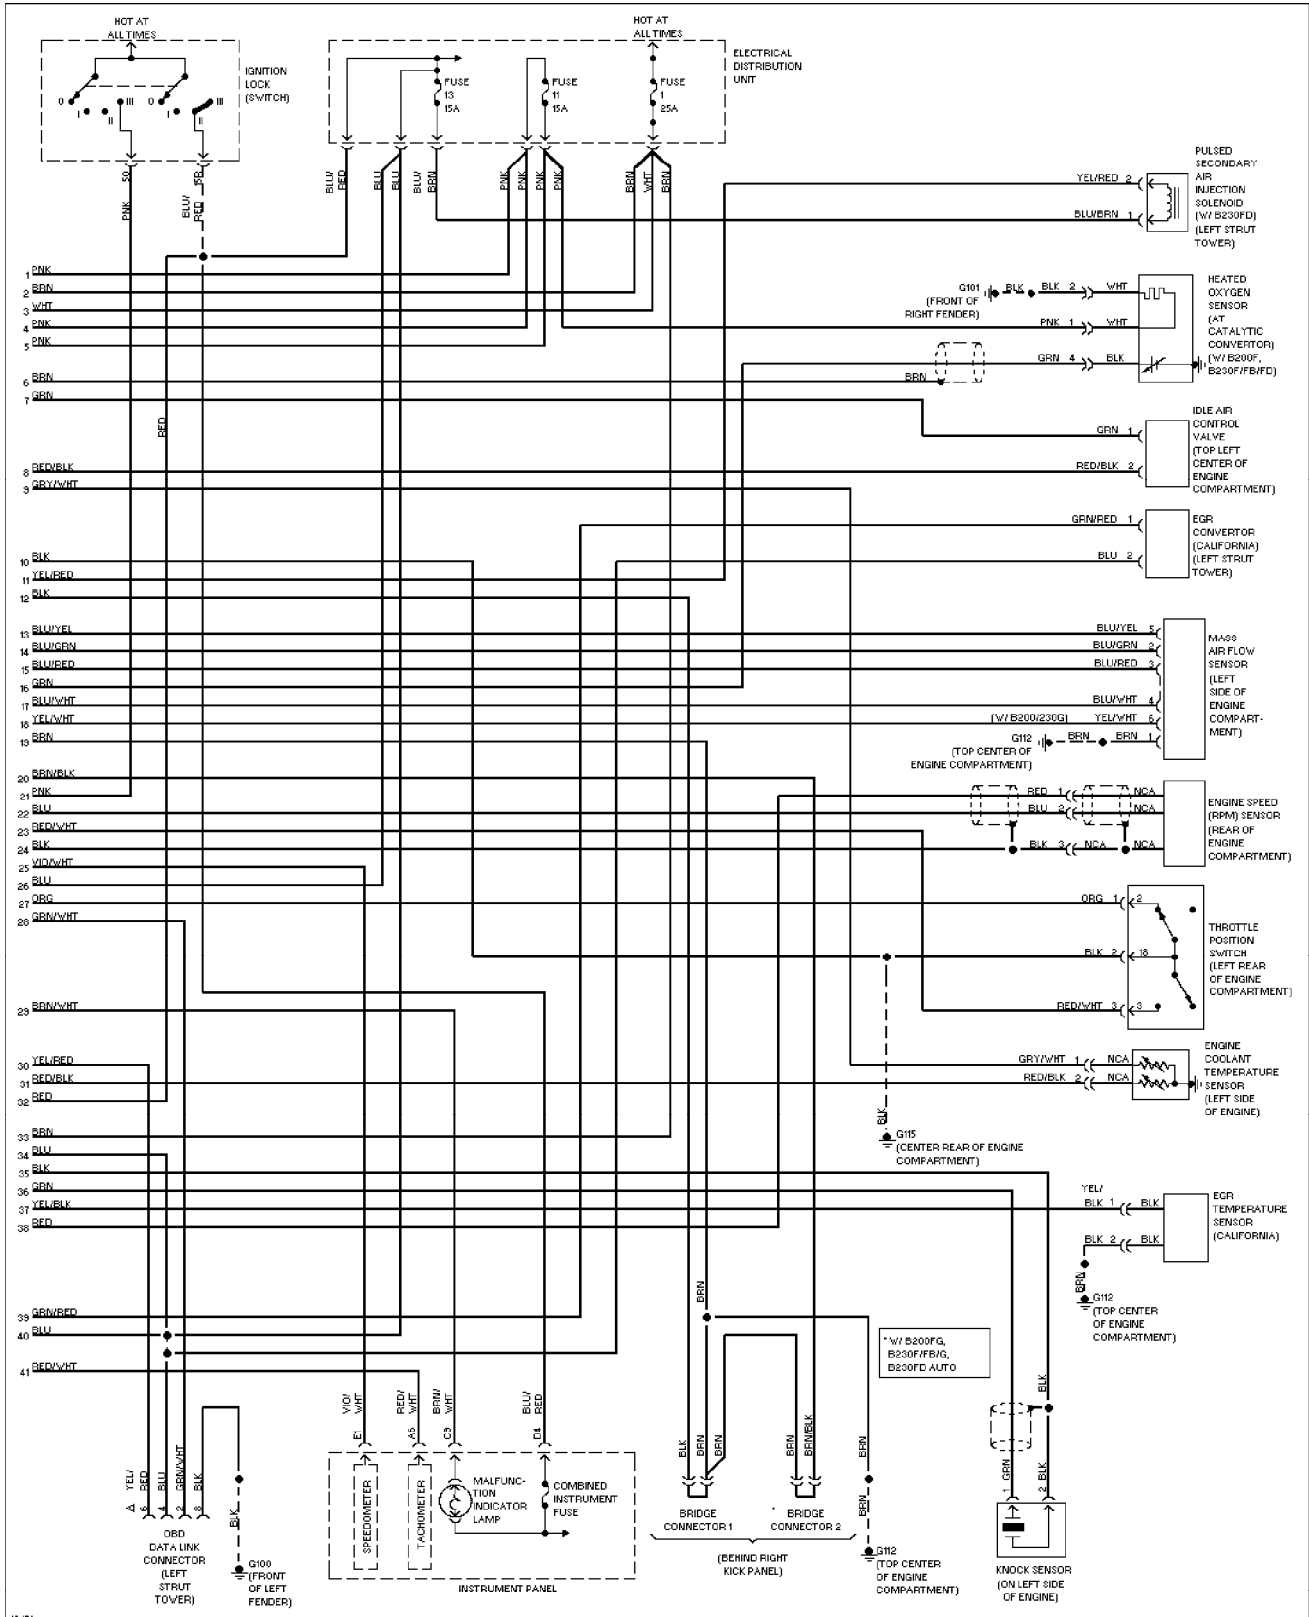 HOT AT
ALL TIMES
IGNITION
LOCK
(SWITCH)
0
I
II
III
0
I
II
III
50
PNK
15R
BLU/
RED
HOT AT
ALL TIMES
ELECTRICAL
DISTRIBUTION
UNIT
FUSE
13
15A
FUSE
11
15A
FUSE
1
25A
BLU/
RED
BLU
BLU
BLU/
BRN
PNK
PNK
PNK
PNK
BRN
WHT
BRN
YEL/RED 2
BLU/BRN 1
PULSED
SECONDARY
AIR
INJECTION
SOLENOID
(W/ B230FD)
(LEFT STRUT
TOWER)
G101
(FRONT OF
RIGHT FENDER)
BLK
BLK 2
WHT
PNK 1
WHT
GRN 4
BLK
BRN
HEATED
OXYGEN
SENSOR
(AT
CATALYTIC
CONVERTOR)
(W/ B200F,
B230F/FB/FD)
GRN 1
RED/BLK 2
IDLE AIR
CONTROL
VALVE
(TOP LEFT
CENTER OF
ENGINE
COMPARTMENT)
GRN/RED 1
BLU 2
EGR
CONVERTOR
(CALIFORNIA)
(LEFT STRUT
TOWER)
BLU/YEL 5
BLU/GRN 2
BLU/RED 3
BLU/WHT 4
(W/ B200/230G) YEL/WHT 6
G112
(TOP CENTER OF
ENGINE COMPARTMENT)
BRN
BRN 1
MASS
AIR FLOW
SENSOR
(LEFT
SIDE OF
ENGINE
COMPART-
MENT)
RED 1
NCA
BLU 2
NCA
BLK 3
NCA
NCA
ENGINE SPEED
(RPM) SENSOR
(REAR OF
ENGINE
COMPARTMENT)
ORG 1
2
BLK 2
18
RED/WHT 3
3
THROTTLE
POSITION
SWITCH
(LEFT REAR
OF ENGINE
COMPARTMENT)
GRY/WHT 1
NCA
RED/BLK 2
NCA
ENGINE
COOLANT
TEMPERATURE
SENSOR
(LEFT SIDE
OF ENGINE)
BLK
G115
(CENTER REAR OF ENGINE
COMPARTMENT)
YEL/
BLK 1
BLK
BLK 2
BLK
EGR
TEMPERATURE
SENSOR
(CALIFORNIA)
BRN
G112
(TOP CENTER
OF ENGINE
COMPARTMENT)
1 PNK
2 BRN
3 WHT
4 PNK
5 PNK
6 BRN
7 GRN
RED
8 RED/BLK
9 GRY/WHT
10 BLK
11 YEL/RED
12 BLK
13 BLU/YEL
14 BLU/GRN
15 BLU/RED
16 GRN
17 BLU/WHT
18 YEL/WHT
19 BRN
20 BRN/BLK
21 PNK
22 BLU
23 RED/WHT
24 BLK
25 VIO/WHT
26 BLU
27 ORG
28 GRN/WHT
29 BRN/WHT
30 YEL/RED
31 RED/BLK
32 RED
33 BRN
34 BLU
35 BLK
36 GRN
37 YEL/BLK
38 RED
39 GRN/RED
40 BLU
41 RED/WHT
BRN
* W/ B200FG,
B230F/FB/G,
B230FD AUTO
A
YEL/
RED
6
BLU
4
GRN/WHT
2
BLK
8
OBD
DATA LINK
CONNECTOR
(LEFT
STRUT
TOWER)
BLK
G100
(FRONT
OF LEFT
FENDER)
VIO/
WHT
E1
RED/
WHT
A5
BRN/
WHT
BLU/
RED
D4
SPEEDOMETER
TACHOMETER
MALFUNC-
TION
INDICATOR
LAMP
COMBINED
INSTRUMENT
FUSE
INSTRUMENT PANEL
BLK
BRN
BRN
BRN
BRN/BLK
BRN
BRIDGE
CONNECTOR 1
*
BRIDGE
CONNECTOR 2
(BEHIND RIGHT
KICK PANEL)
BRN
G112
(TOP CENTER
OF ENGINE
COMPARTMENT)
BLK
GRN
1
BLK
2
KNOCK SENSOR
(ON LEFT SIDE
OF ENGINE)